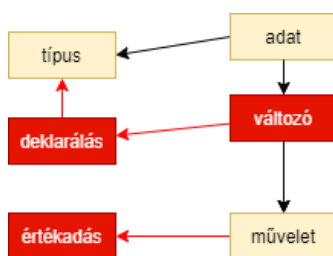 adat
típus
változó
deklarálás
értékadás
művelet